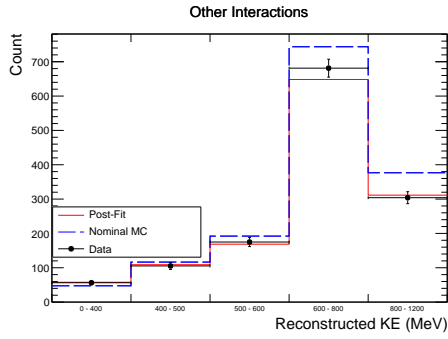 Other Interactions
Count
700
600
500
400
300
200
100
0
Post-Fit
Nominal MC
Data
0 - 400 400 - 500 500 - 600 600 - 800 800 - 1200
Reconstructed KE (MeV)